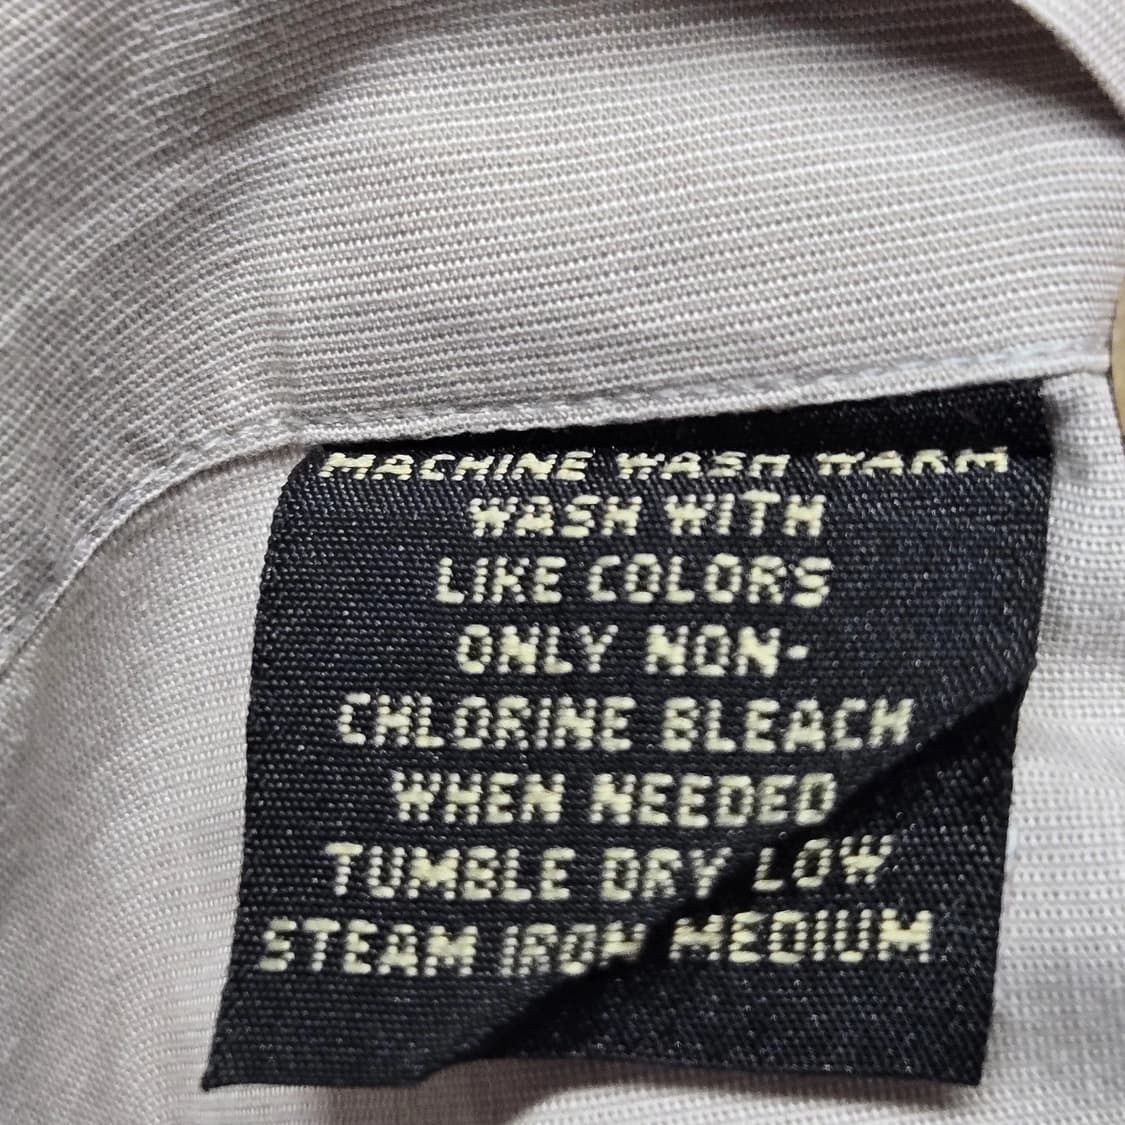 MACHINE WASH WARM
WASH WITH
LIKE COLORS
ONLY NON-
CHLORINE BLEACH
WHEN NEEDED
TUMBLE DRY LOW
STEAM IRON MEDIUM